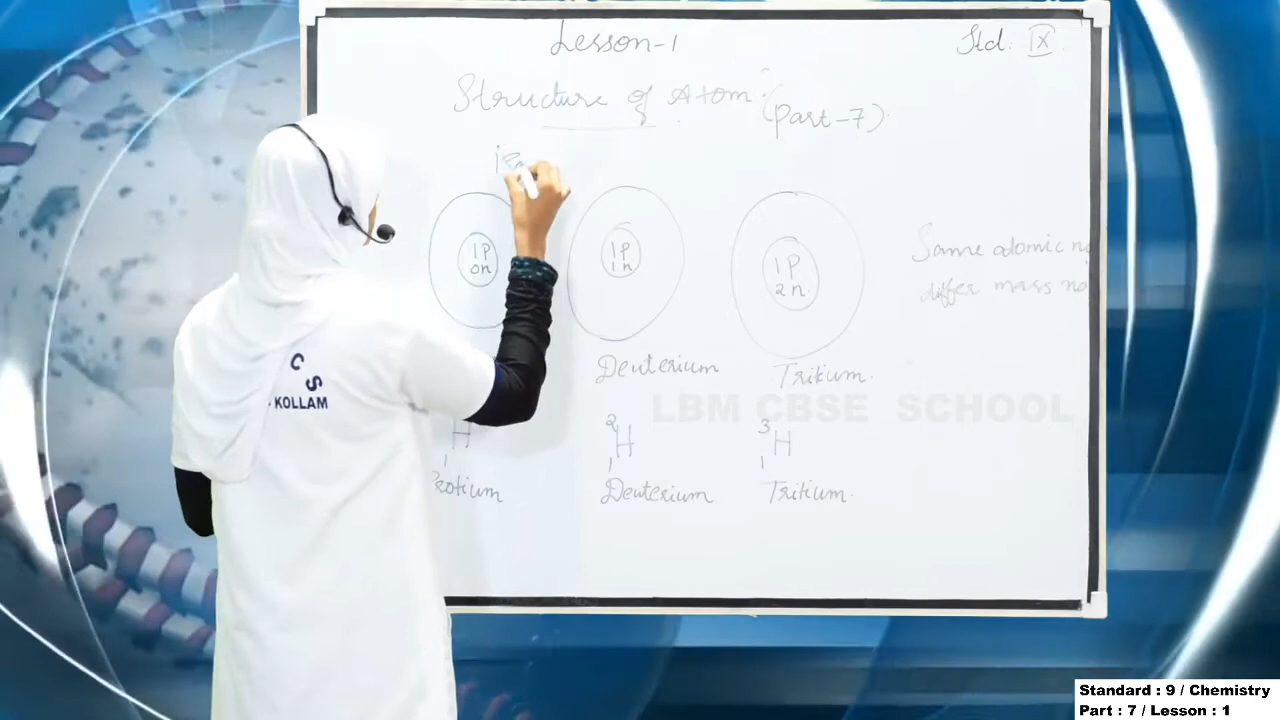 Lesson-1
Std: IX
Structure of Atom:
(Part-7)
1P
0n
1P
1n
1P
2n
Same atomic no
differ mass no
Deuterium
Tritium.
LBM CBSE SCHOOL
H
1
2
H
1
3
H
1
Protium
Deuterium
Tritium.
C
S
KOLLAM
Standard : 9 / Chemistry
Part : 7 / Lesson : 1